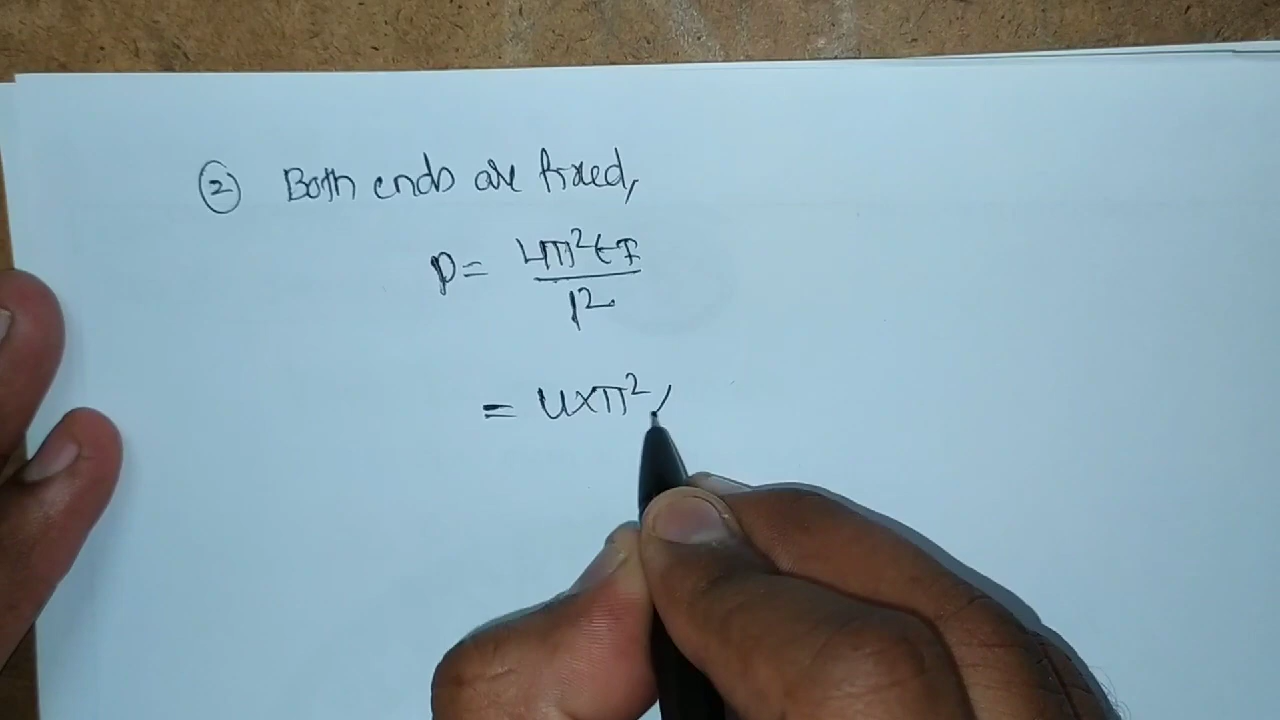 ② Both ends are fixed,
P = 4π²EI / l²
= 4×π²